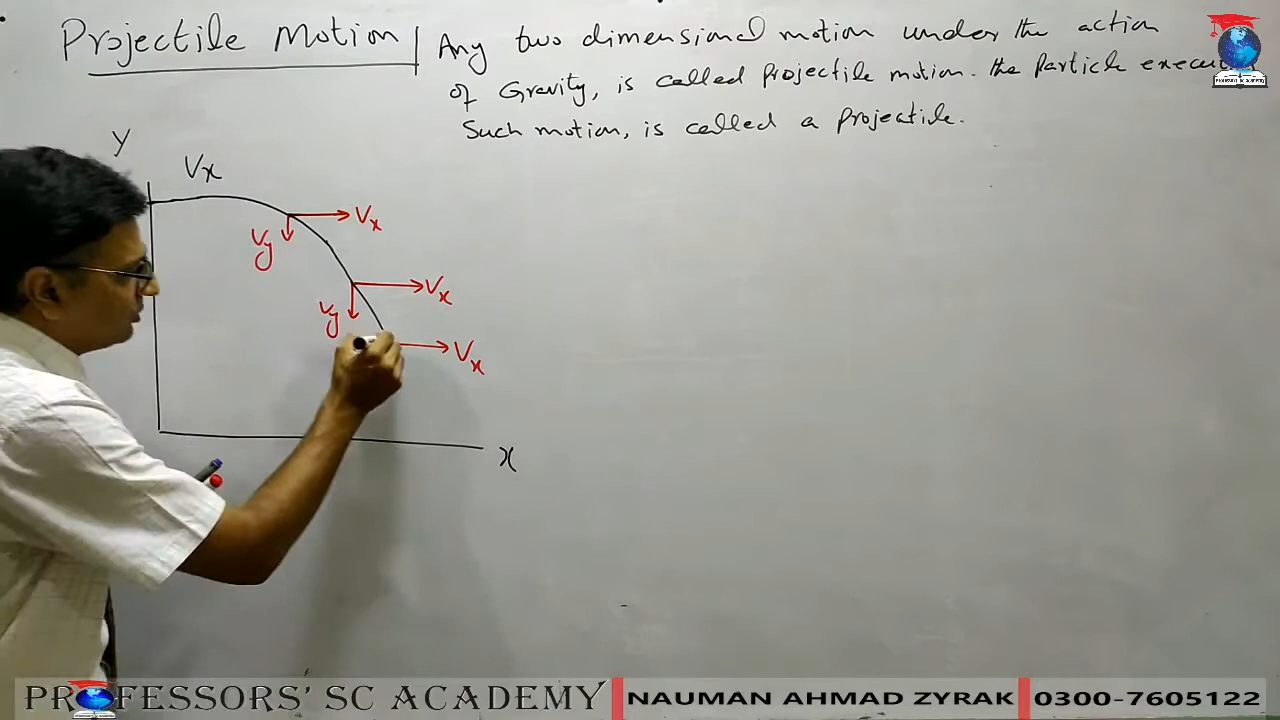 Projectile Motion
Any two dimensional motion under the action
of Gravity, is called projectile motion. the particle
Such motion, is called a projectile.
Y
Vx
Vx
Vy
Vx
Vy
Vx
x
PROFESSORS' SC ACADEMY
NAUMAN AHMAD ZYRAK
0300-7605122